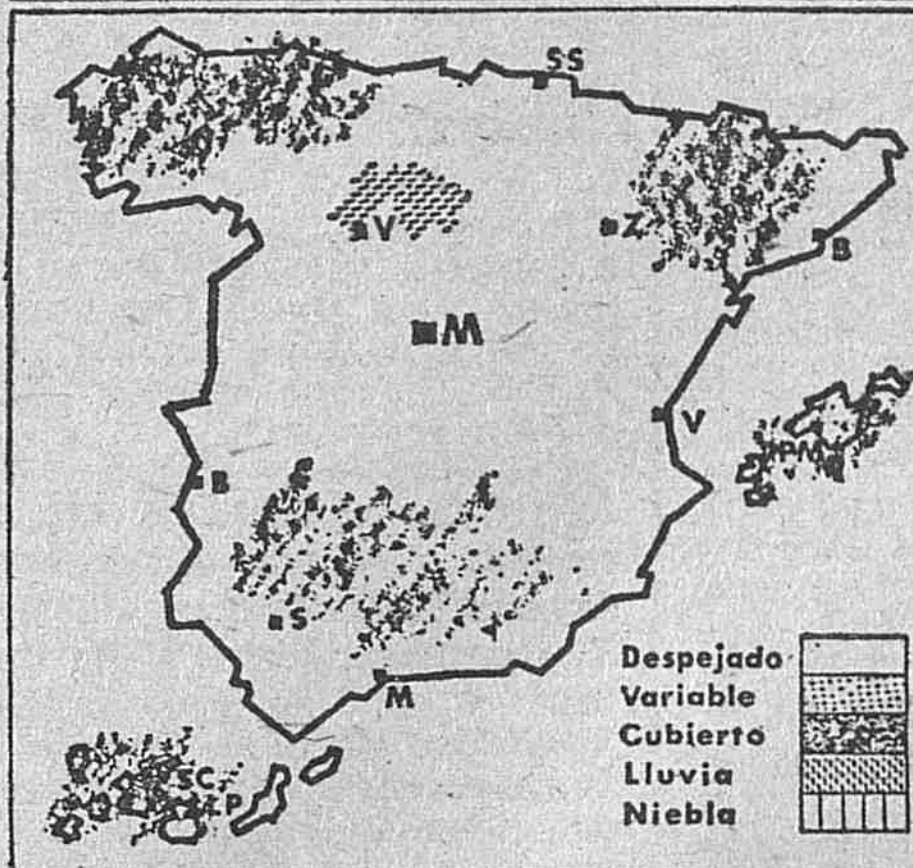 SS
V
Z
B
M
V
PM
B
S
M
SC
P
Despejado
Variable
Cubierto
Lluvia
Niebla